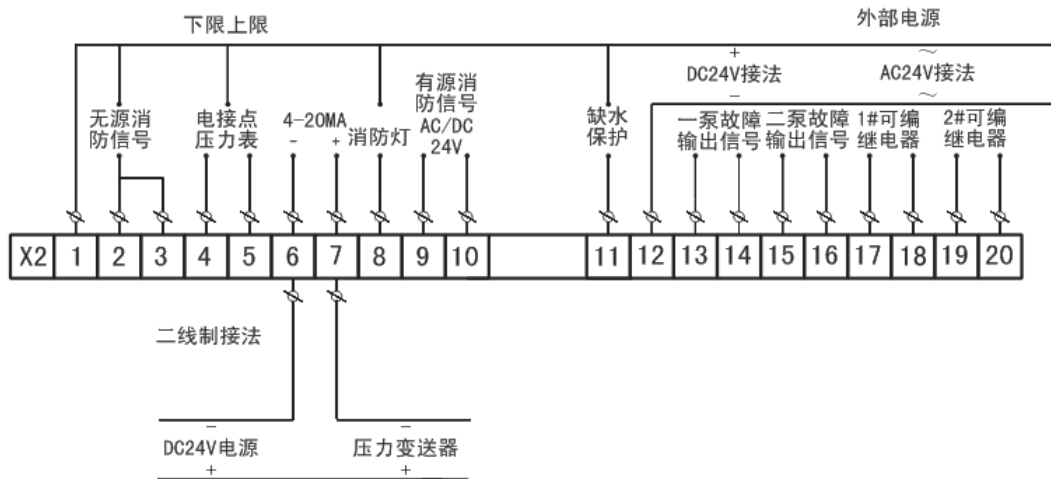 下限上限
外部电源
+
~
DC24V接法
AC24V接法
-
~
无源消
防信号
电接点
压力表
4-20MA
- +
消防灯
有源消
防信号
AC/DC
24V
缺水
保护
一泵故障
输出信号
二泵故障
输出信号
1#可编
继电器
2#可编
继电器
X2 1 2 3 4 5 6 7 8 9 10 11 12 13 14 15 16 17 18 19 20
二线制接法
-
DC24V电源
+
-
压力变送器
+